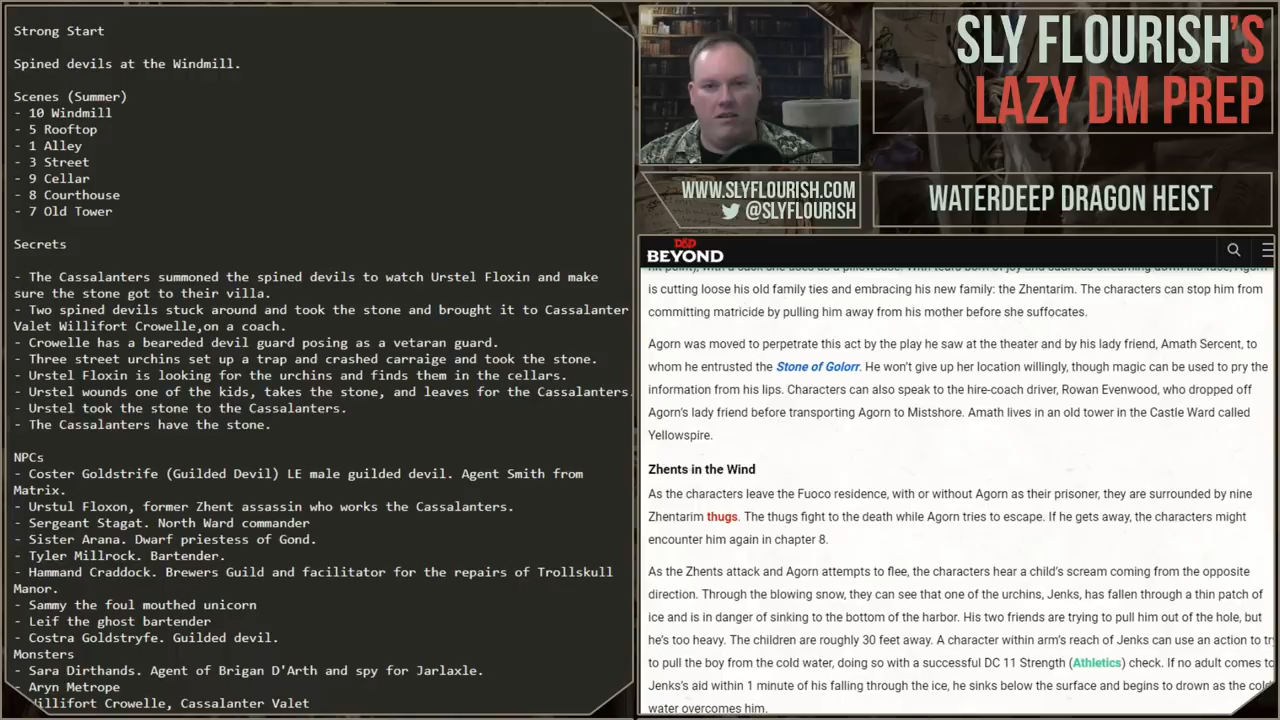 Strong Start
Spined devils at the Windmill.
Scenes (Summer)
- 10 Windmill
- 5 Rooftop
- 1 Alley
- 3 Street
- 9 Cellar
- 8 Courthouse
- 7 Old Tower
Secrets
- The Cassalanters summoned the spined devils to watch Urstel Floxin and make
sure the stone got to their villa.
- Two spined devils stuck around and took the stone and brought it to Cassalanter
Valet Willifort Crowelle,on a coach.
- Crowelle has a beareded devil guard posing as a vetaran guard.
- Three street urchins set up a trap and crashed carraige and took the stone.
- Urstel Floxin is looking for the urchins and finds them in the cellars.
- Urstel wounds one of the kids, takes the stone, and leaves for the Cassalanters.
- Urstel took the stone to the Cassalanters.
- The Cassalanters have the stone.
NPCs
- Coster Goldstrife (Guilded Devil) LE male guilded devil. Agent Smith from
Matrix.
- Urstul Floxon, former Zhent assassin who works the Cassalanters.
- Sergeant Stagat. North Ward commander
- Sister Arana. Dwarf priestess of Gond.
- Tyler Millrock. Bartender.
- Hammand Craddock. Brewers Guild and facilitator for the repairs of Trollskull
Manor.
- Sammy the foul mouthed unicorn
- Leif the ghost bartender
- Costra Goldstryfe. Guilded devil.
Monsters
- Sara Dirthands. Agent of Brigan D'Arth and spy for Jarlaxle.
- Aryn Metrope
Willifort Crowelle, Cassalanter Valet
SLY FLOURISH'S
LAZY DM PREP
WWW.SLYFLOURISH.COM
@SLYFLOURISH
WATERDEEP DRAGON HEIST
D&D
BEYOND
is cutting loose his old family ties and embracing his new family: the Zhentarim. The characters can stop him from
committing matricide by pulling him away from his mother before she suffocates.
Agorn was moved to perpetrate this act by the play he saw at the theater and by his lady friend, Amath Sercent, to
whom he entrusted the Stone of Golorr. He won't give up her location willingly, though magic can be used to pry the
information from his lips. Characters can also speak to the hire-coach driver, Rowan Evenwood, who dropped off
Agorn's lady friend before transporting Agorn to Mistshore. Amath lives in an old tower in the Castle Ward called
Yellowspire.
Zhents in the Wind
As the characters leave the Fuoco residence, with or without Agorn as their prisoner, they are surrounded by nine
Zhentarim thugs. The thugs fight to the death while Agorn tries to escape. If he gets away, the characters might
encounter him again in chapter 8.
As the Zhents attack and Agorn attempts to flee, the characters hear a child's scream coming from the opposite
direction. Through the blowing snow, they can see that one of the urchins, Jenks, has fallen through a thin patch of
ice and is in danger of sinking to the bottom of the harbor. His two friends are trying to pull him out of the hole, but
he's too heavy. The children are roughly 30 feet away. A character within arm's reach of Jenks can use an action to try
to pull the boy from the cold water, doing so with a successful DC 11 Strength (Athletics) check. If no adult comes to
Jenks's aid within 1 minute of his falling through the ice, he sinks below the surface and begins to drown as the cold
water overcomes him.